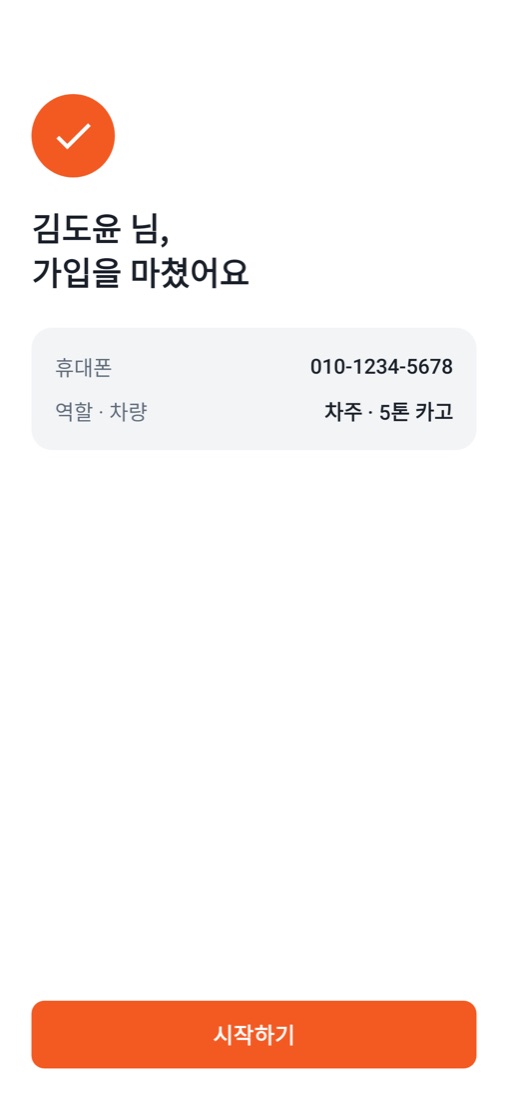 김도윤 님,
가입을 마쳤어요
휴대폰 010-1234-5678
역할 · 차량 차주 · 5톤 카고
시작하기